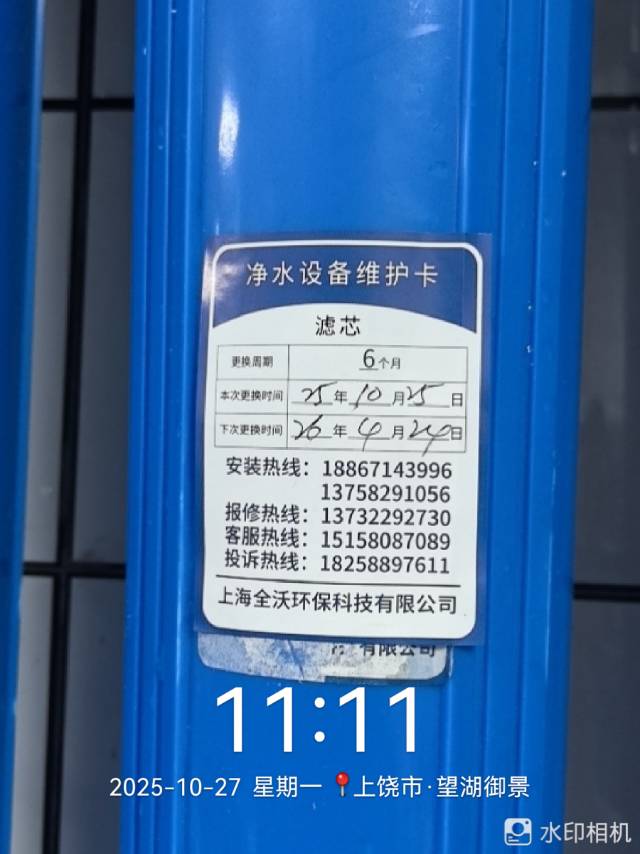 净水设备维护卡
滤芯
更换周期 6个月
本次更换时间 25年10月25日
下次更换时间 26年4月24日
安装热线：18867143996
13758291056
报修热线：13732292730
客服热线：15158087089
投诉热线：18258897611
上海全沃环保科技有限公司
有限公司
11:11
2025-10-27 星期一 上饶市·望湖御景
水印相机